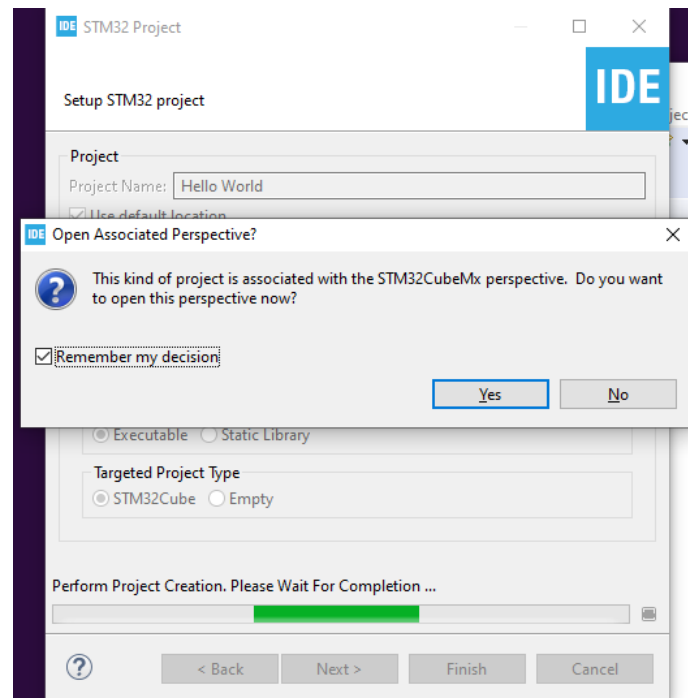 IDE STM32 Project
IDE
Setup STM32 project
Project
Project Name: Hello World
Use default location
IDE Open Associated Perspective?
This kind of project is associated with the STM32CubeMx perspective. Do you want
to open this perspective now?
Remember my decision
Yes No
Executable Static Library
Targeted Project Type
STM32Cube Empty
Perform Project Creation. Please Wait For Completion ...
? < Back Next > Finish Cancel